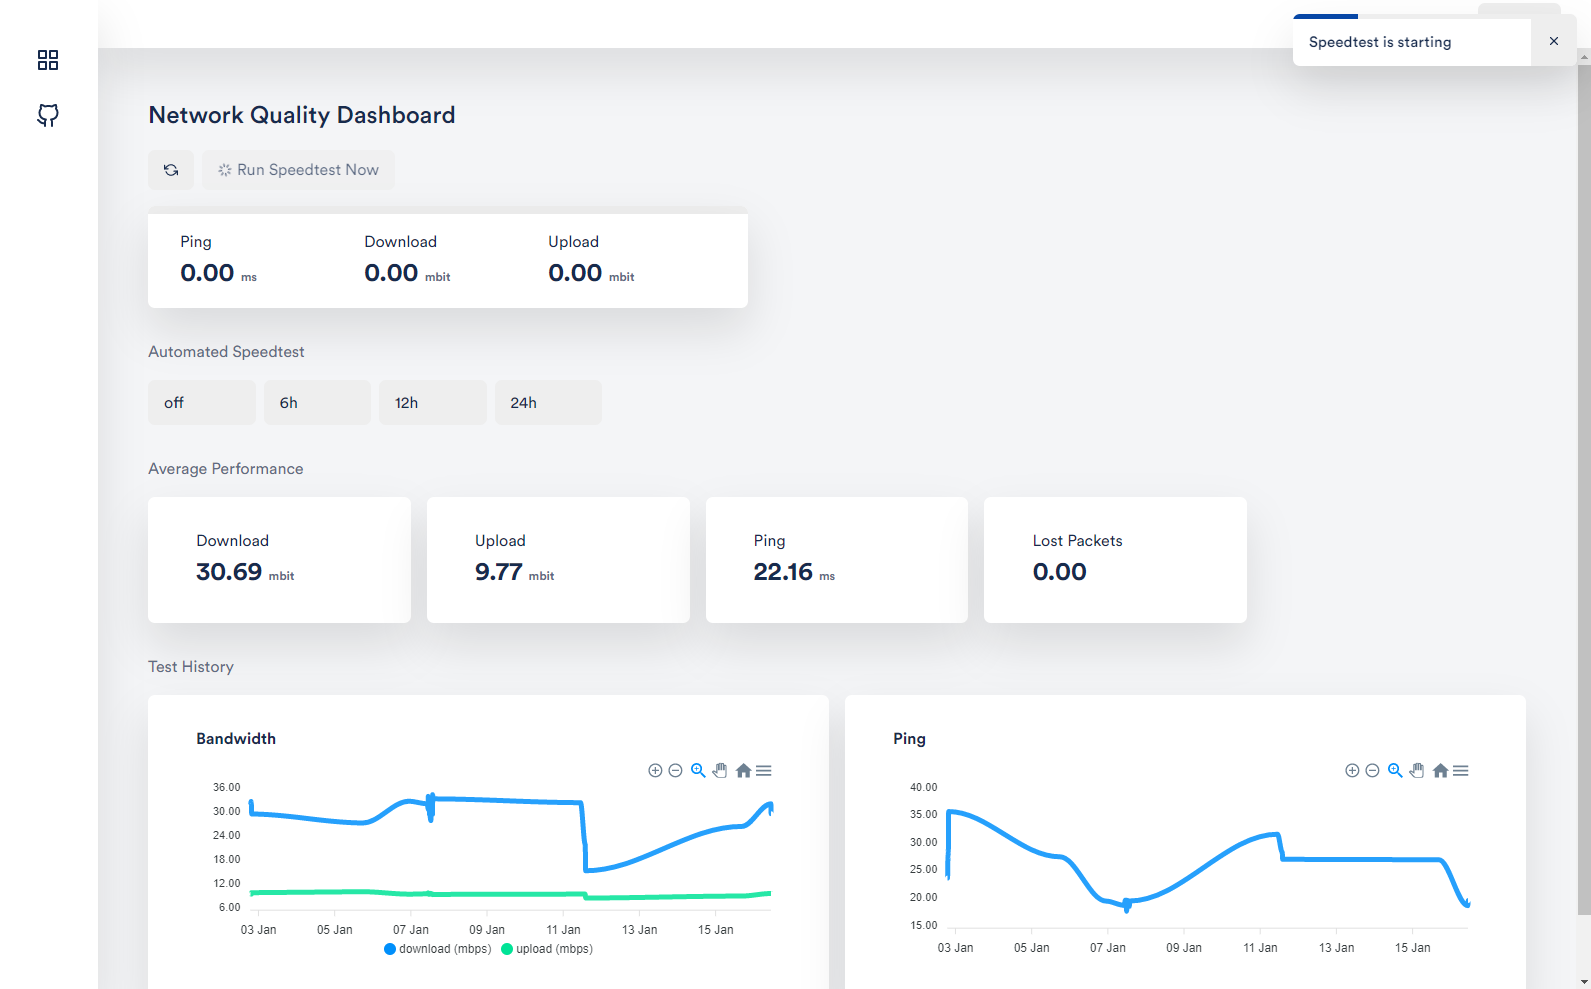 Speedtest is starting
Network Quality Dashboard
Run Speedtest Now
Ping Download Upload
0.00 ms 0.00 mbit 0.00 mbit
Automated Speedtest
off 6h 12h 24h
Average Performance
Download Upload Ping Lost Packets
30.69 mbit 9.77 mbit 22.16 ms 0.00
Test History
Bandwidth
36.00
30.00
24.00
18.00
12.00
6.00
03 Jan 05 Jan 07 Jan 09 Jan 11 Jan 13 Jan 15 Jan
download (mbps) upload (mbps)
Ping
40.00
35.00
30.00
25.00
20.00
15.00
03 Jan 05 Jan 07 Jan 09 Jan 11 Jan 13 Jan 15 Jan